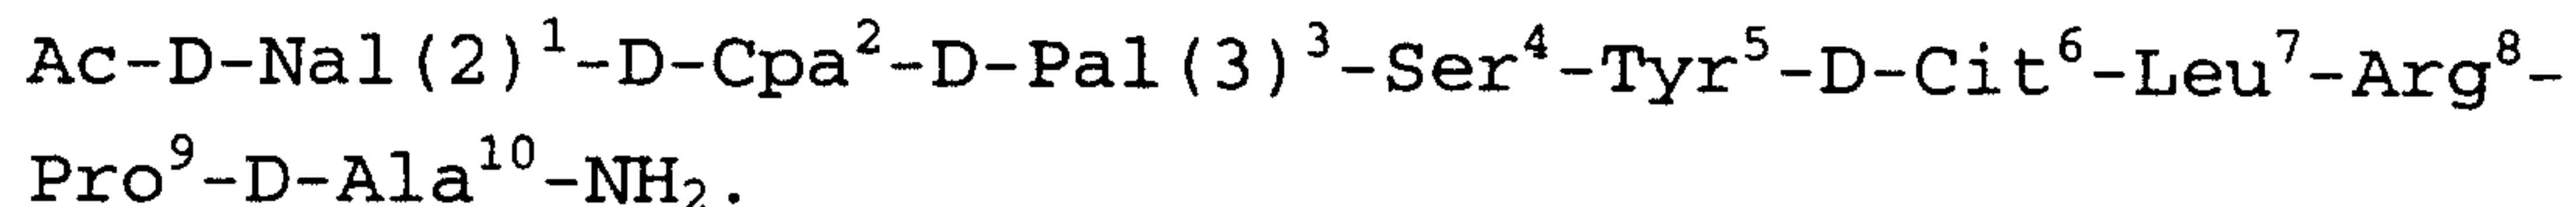 Ac-D-Nal(2)¹-D-Cpa²-D-Pal(3)³-Ser⁴-Tyr⁵-D-Cit⁶-Leu⁷-Arg⁸-
Pro⁹-D-Ala¹⁰-NH₂.